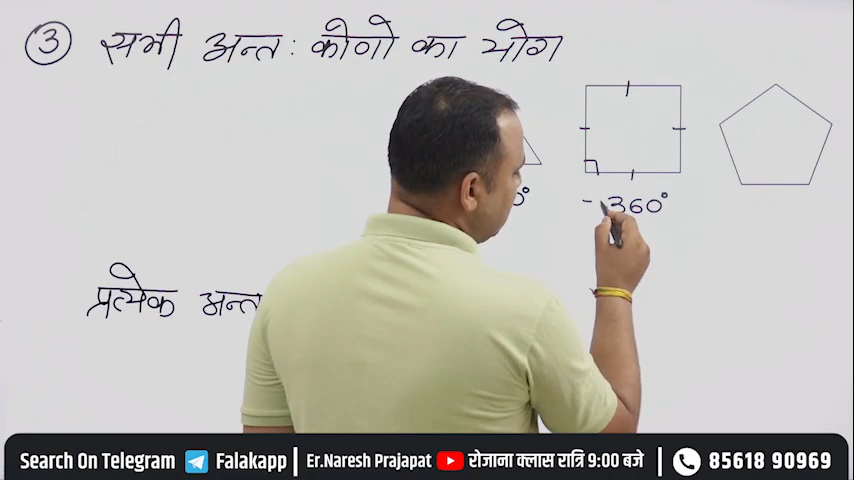 ③ सभी अन्त: कोणो का योग
360°
प्रत्येक अन्त
Search On Telegram Falakapp | Er.Naresh Prajapat रोजाना क्लास रात्रि 9:00 बजे | 85618 90969